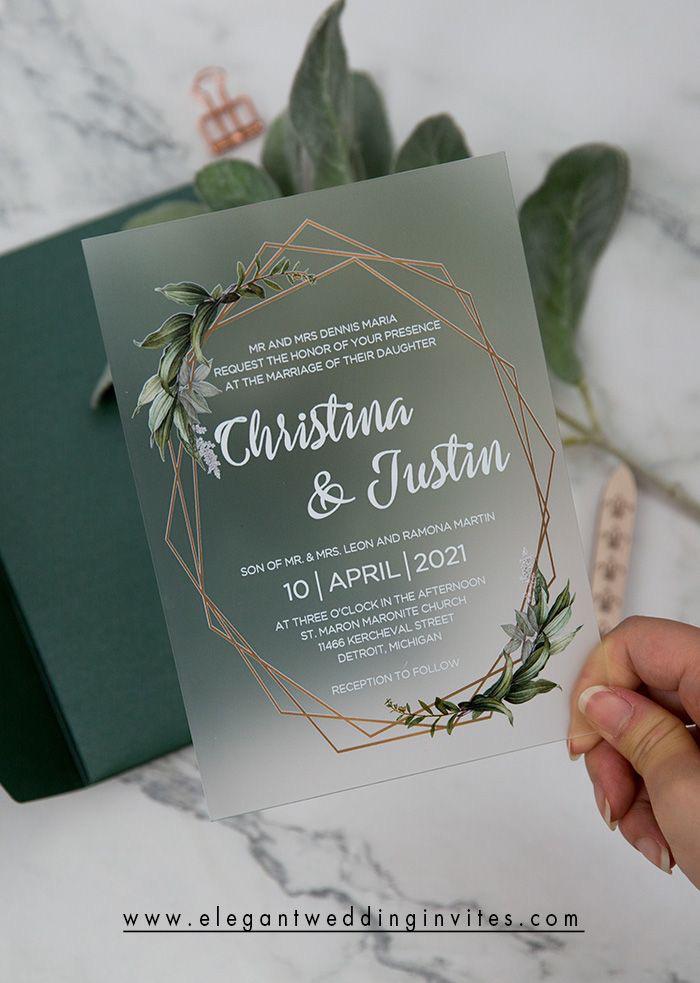 MR AND MRS DENNIS MARIA
REQUEST THE HONOR OF YOUR PRESENCE
AT THE MARRIAGE OF THEIR DAUGHTER
Christina
& Justin
SON OF MR. & MRS. LEON AND RAMONA MARTIN
10 | APRIL | 2021
AT THREE O'CLOCK IN THE AFTERNOON
ST. MARON MARONITE CHURCH
11466 KERCHEVAL STREET
DETROIT, MICHIGAN
RECEPTION TO FOLLOW
www.elegantweddinginvites.com